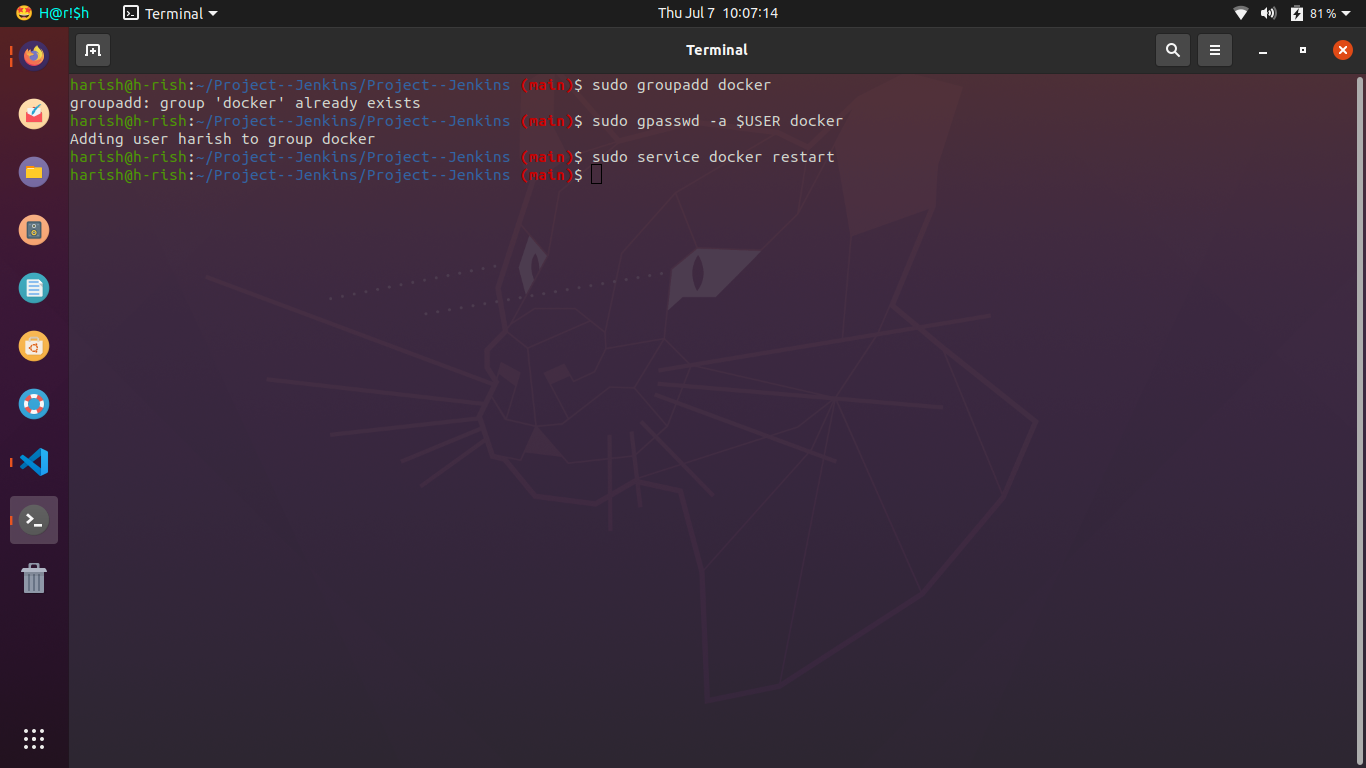 H@r!$h
Terminal
Thu Jul 7 10:07:14
81%
Terminal
harish@h-rish:~/Project--Jenkins/Project--Jenkins (main)$ sudo groupadd docker
groupadd: group 'docker' already exists
harish@h-rish:~/Project--Jenkins/Project--Jenkins (main)$ sudo gpasswd -a $USER docker
Adding user harish to group docker
harish@h-rish:~/Project--Jenkins/Project--Jenkins (main)$ sudo service docker restart
harish@h-rish:~/Project--Jenkins/Project--Jenkins (main)$